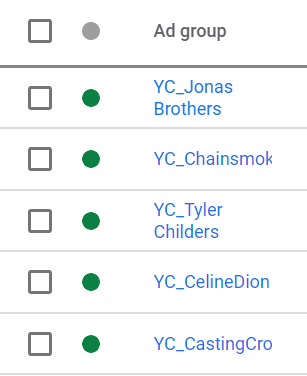 Ad group
YC_Jonas
Brothers
YC_Chainsmok
YC_Tyler
Childers
YC_CelineDion
YC_CastingCro